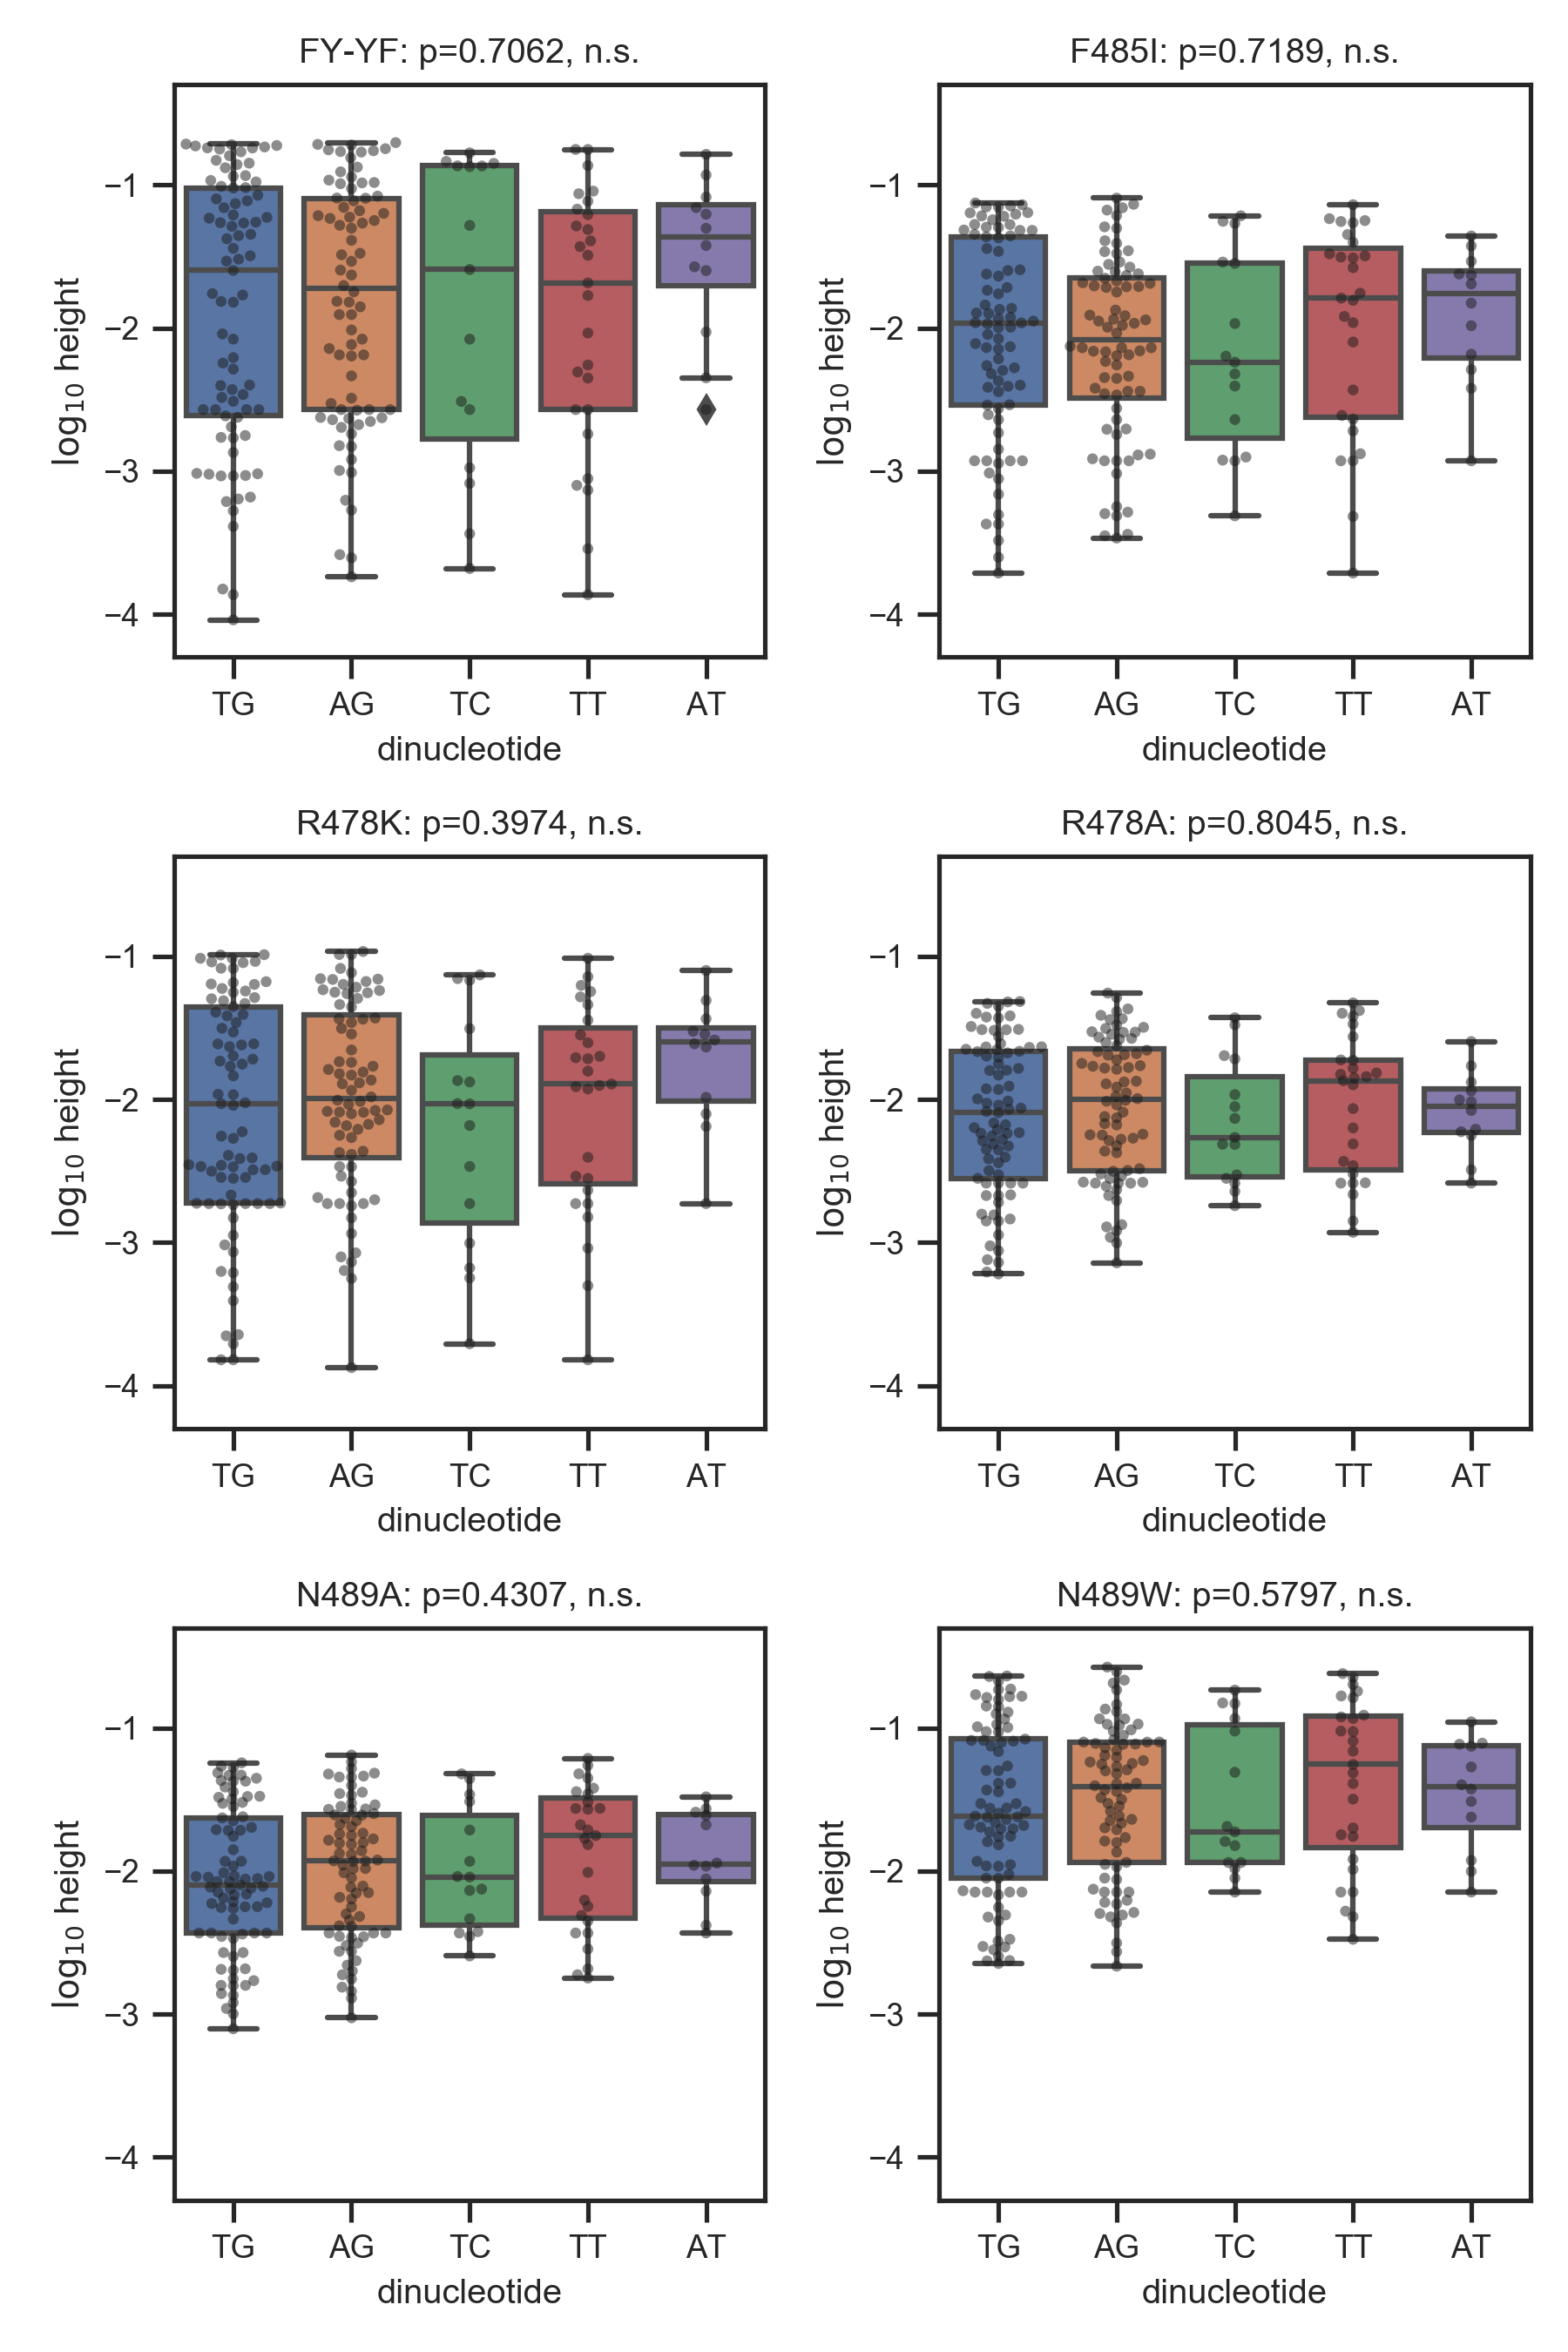 FY-YF: p=0.7062, n.s.
F485I: p=0.7189, n.s.
log₁₀ height
−1
−2
−3
−4
TG AG TC TT AT
dinucleotide
log₁₀ height
−1
−2
−3
−4
TG AG TC TT AT
dinucleotide
R478K: p=0.3974, n.s.
R478A: p=0.8045, n.s.
log₁₀ height
−1
−2
−3
−4
TG AG TC TT AT
dinucleotide
log₁₀ height
−1
−2
−3
−4
TG AG TC TT AT
dinucleotide
N489A: p=0.4307, n.s.
N489W: p=0.5797, n.s.
log₁₀ height
−1
−2
−3
−4
TG AG TC TT AT
dinucleotide
log₁₀ height
−1
−2
−3
−4
TG AG TC TT AT
dinucleotide